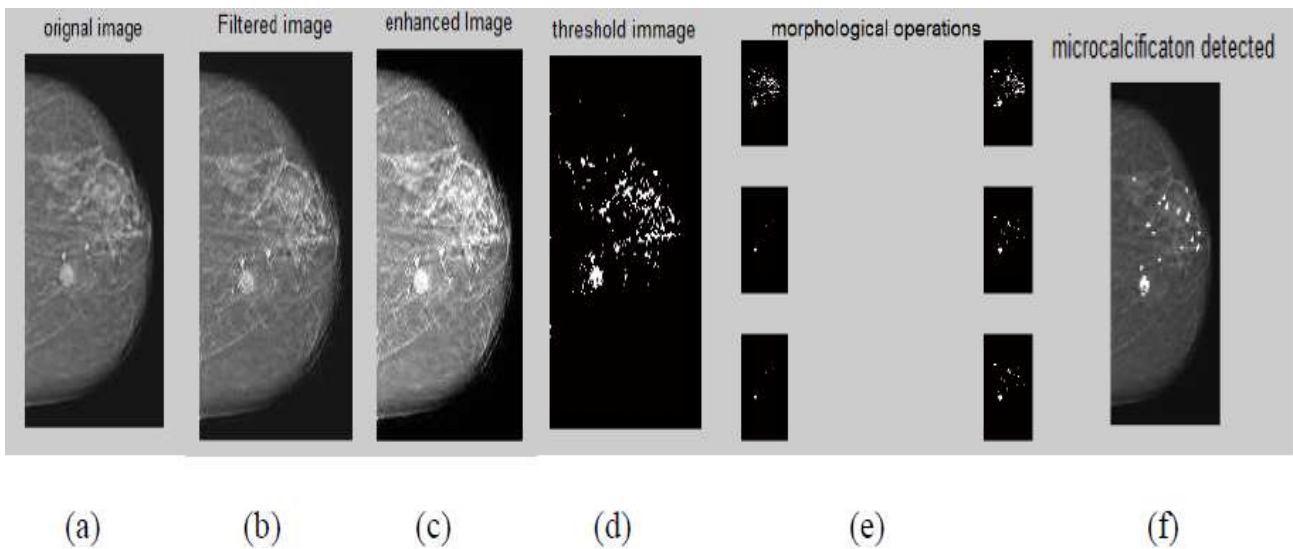 orignal image
Filtered image
enhanced Image
threshold immage
morphological operations
microcalcificaton detected
(a)
(b)
(c)
(d)
(e)
(f)